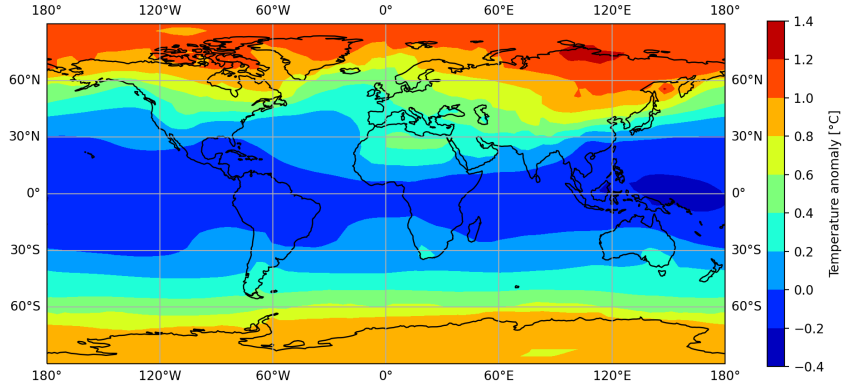 180° 120°W 60°W 0° 60°E 120°E 180°
60°N 60°N
30°N 30°N
0° 0°
30°S 30°S
60°S 60°S
180° 120°W 60°W 0° 60°E 120°E 180°
1.4
1.2
1.0
0.8
0.6
0.4
0.2
0.0
−0.2
−0.4
Temperature anomaly [°C]